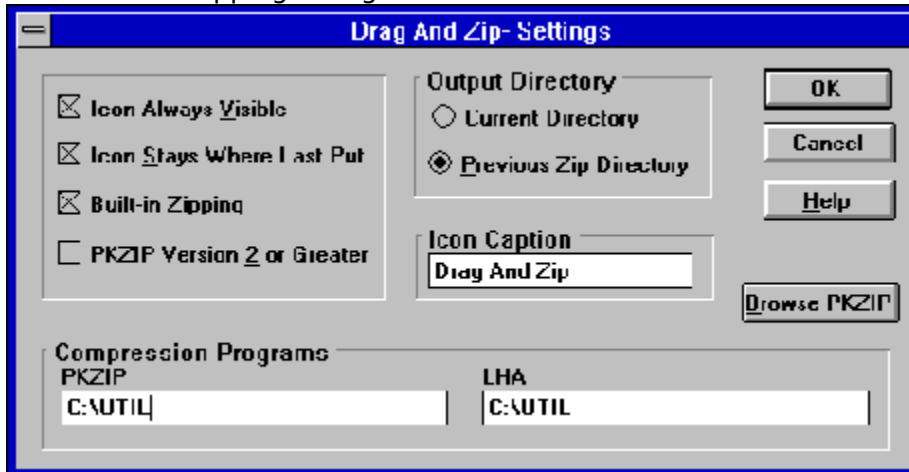 Drag And Zip- Settings
Icon Always Visible
Icon Stays Where Last Put
Built-in Zipping
PKZIP Version 2 or Greater
Output Directory
Current Directory
Previous Zip Directory
Icon Caption
Drag And Zip
OK
Cancel
Help
Browse PKZIP
Compression Programs
PKZIP
C:\UTIL
LHA
C:\UTIL